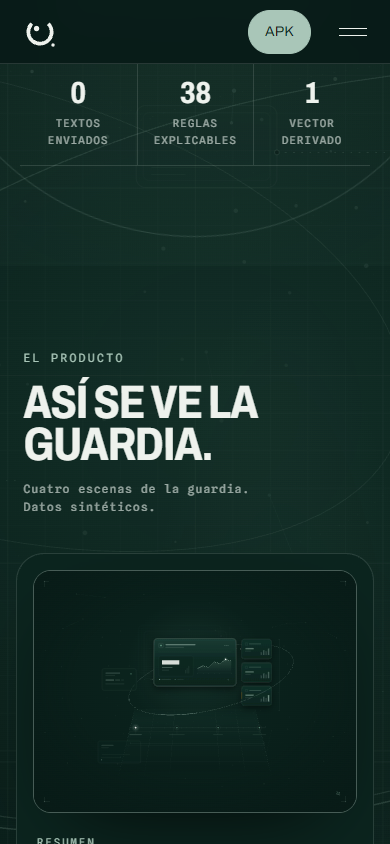 APK
0
TEXTOS
ENVIADOS
38
REGLAS
EXPLICABLES
1
VECTOR
DERIVADO
EL PRODUCTO
ASÍ SE VE LA
GUARDIA.
Cuatro escenas de la guardia.
Datos sintéticos.
RESUMEN